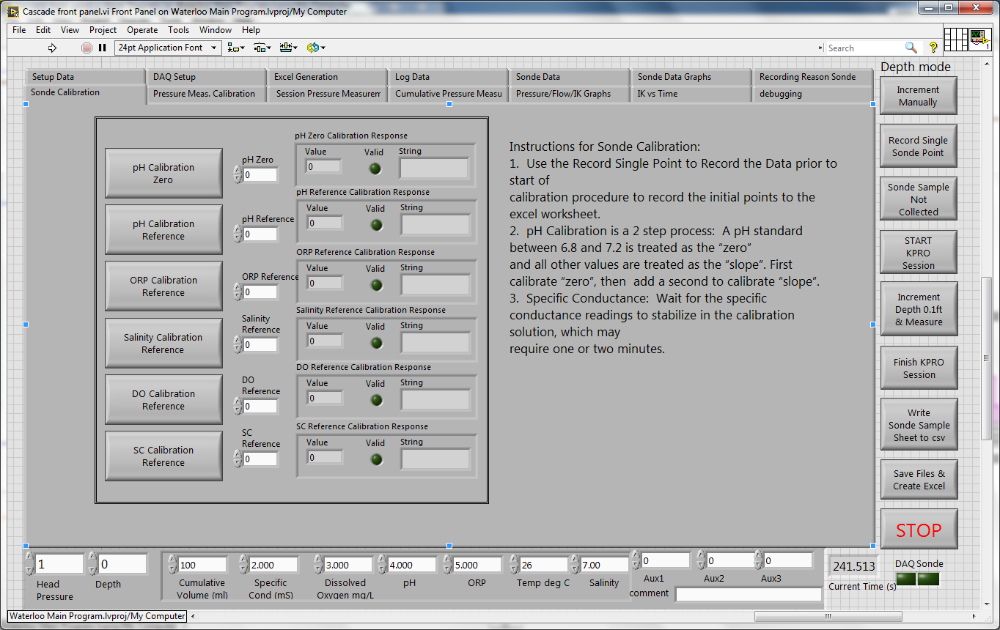 Cascade front panel.vi Front Panel on Waterloo Main Program.lvproj/My Computer
File Edit View Project Operate Tools Window Help
24pt Application Font
Search
?
1
Setup Data DAQ Setup Excel Generation Log Data Sonde Data Sonde Data Graphs Recording Reason Sonde
Sonde Calibration Pressure Meas. Calibration Session Pressure Measurem Cumulative Pressure Measu Pressure/Flow/IK Graphs IK vs Time debugging
pH Calibration
Zero
pH Zero
0
pH Zero Calibration Response
Value Valid String
0
pH Calibration
Reference
pH Reference
0
pH Reference Calibration Response
Value Valid String
0
ORP Calibration
Reference
ORP Reference
0
ORP Reference Calibration Response
Value Valid String
0
Salinity Calibration
Reference
Salinity
Reference
0
Salinity Reference Calibration Response
Value Valid String
0
DO Calibration
Reference
DO
Reference
0
DO Reference Calibration Response
Value Valid String
0
SC Calibration
Reference
SC
Reference
0
SC Reference Calibration Response
Value Valid String
0
Instructions for Sonde Calibration:
1. Use the Record Single Point to Record the Data prior to
start of
calibration procedure to record the initial points to the
excel worksheet.
2. pH Calibration is a 2 step process: A pH standard
between 6.8 and 7.2 is treated as the “zero”
and all other values are treated as the “slope”. First
calibrate “zero”, then add a second to calibrate “slope”.
3. Specific Conductance: Wait for the specific
conductance readings to stabilize in the calibration
solution, which may
require one or two minutes.
Depth mode
Increment
Manually
Record Single
Sonde Point
Sonde Sample
Not
Collected
START
KPRO
Session
Increment
Depth 0.1ft
& Measure
Finish KPRO
Session
Write
Sonde Sample
Sheet to csv
Save Files &
Create Excel
STOP
1 0 100 2.000 3.000 4.000 5.000 26 7.00 0 0 0
Head
Pressure
Depth
Cumulative
Volume (ml)
Specific
Cond (mS)
Dissolved
Oxygen mg/L
pH
ORP
Temp deg C
Salinity
Aux1 Aux2 Aux3
comment
241.513
Current Time (s)
DAQ Sonde
Waterloo Main Program.lvproj/My Computer